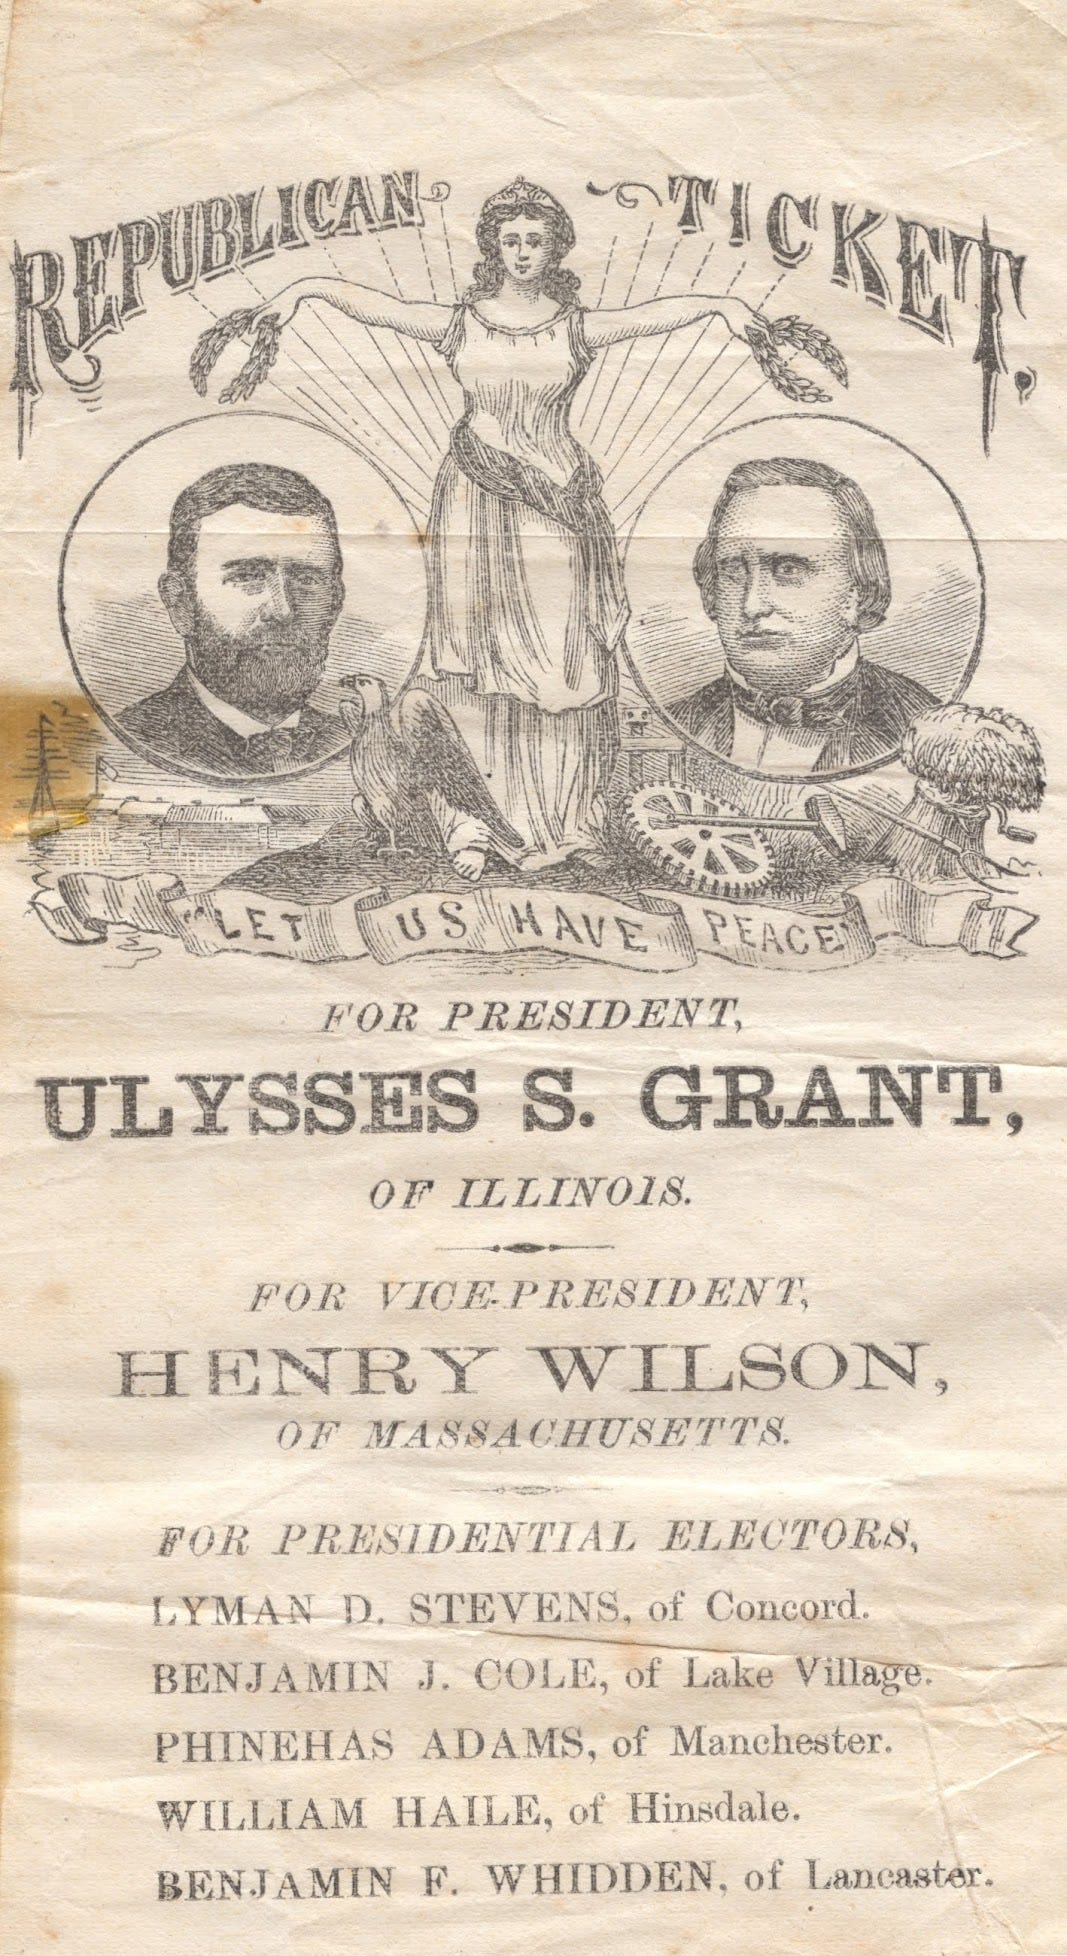 REPUBLICAN TICKET.
"LET US HAVE PEACE"
FOR PRESIDENT,
ULYSSES S. GRANT,
OF ILLINOIS.
FOR VICE-PRESIDENT,
HENRY WILSON,
OF MASSACHUSETTS.
FOR PRESIDENTIAL ELECTORS,
LYMAN D. STEVENS, of Concord.
BENJAMIN J. COLE, of Lake Village.
PHINEHAS ADAMS, of Manchester.
WILLIAM HAILE, of Hinsdale.
BENJAMIN F. WHIDDEN, of Lancaster.